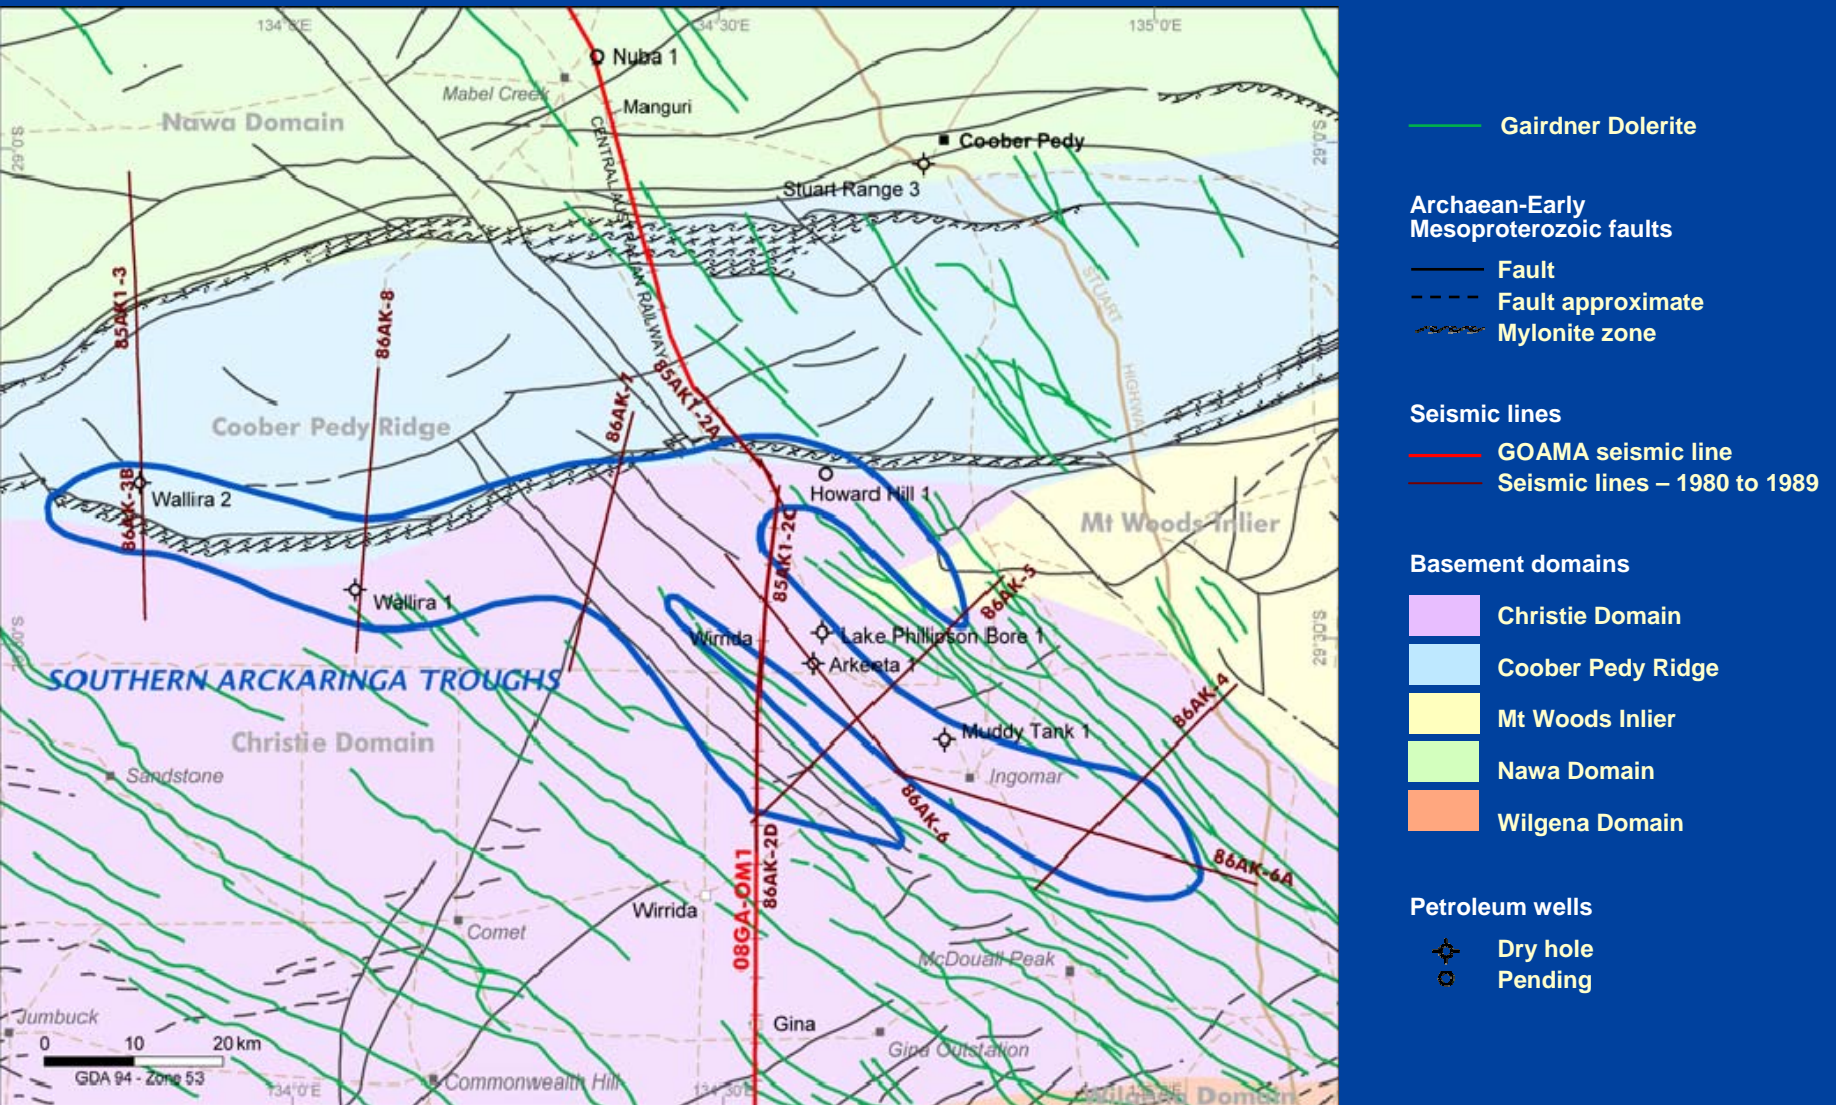 134°0'E
134°30'E
135°0'E
Nuba 1
Mabel Creek
Manguri
Nawa Domain
Coober Pedy
29°0'S
29°0'S
CENTRAL AUSTRALIAN RAILWAY
Stuart Range 3
85AK1-3
86AK-8
STUART
HIGHWAY
86AK-7
85AK1-2A
Coober Pedy Ridge
86AK-3B
Wallira 2
Howard Hill 1
Mt Woods Inlier
85AK1-2C
86AK-5
Wallira 1
Wirrida
Lake Phillipson Bore 1
Arkeeta 1
29°30'S
SOUTHERN ARCKARINGA TROUGHS
86AK-4
Christie Domain
Muddy Tank 1
Sandstone
Ingomar
86AK-6
08GA-OM1
86AK-2D
86AK-6A
Wirrida
Comet
McDouall Peak
Jumbuck
Gina
Gina Outstation
0 10 20 km
GDA 94 - Zone 53
134°0'E
Commonwealth Hill
134°30'E
135°0'E
Wilgena Domain
Gairdner Dolerite
Archaean-Early
Mesoproterozoic faults
Fault
Fault approximate
Mylonite zone
Seismic lines
GOAMA seismic line
Seismic lines – 1980 to 1989
Basement domains
Christie Domain
Coober Pedy Ridge
Mt Woods Inlier
Nawa Domain
Wilgena Domain
Petroleum wells
Dry hole
Pending